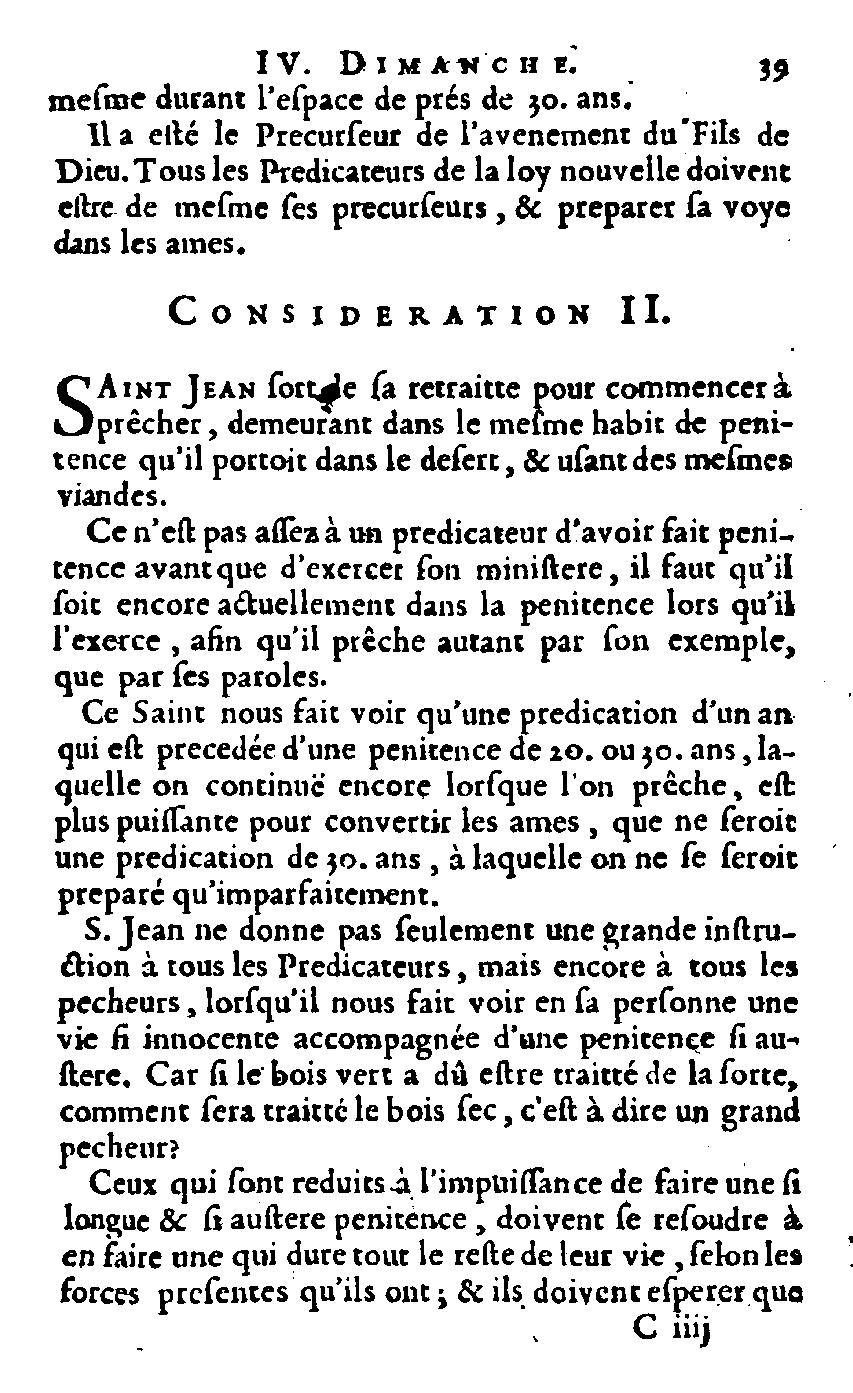 IV. DIMANCHE. 39
meſme durant l'eſpace de prés de 30. ans.
Il a eſté le Precurſeur de l'avenement du Fils de
Dieu. Tous les Predicateurs de la loy nouvelle doivent
eſtre de meſme ſes precurſeurs, & preparer ſa voye
dans les ames.
CONSIDERATION II.
SAINT JEAN ſort de ſa retraitte pour commencer à
prêcher, demeurant dans le meſme habit de peni-
tence qu'il portoit dans le deſert, & uſant des meſmes
viandes.
Ce n'eſt pas aſſez à un predicateur d'avoir fait peni-
tence avant que d'exercer ſon miniſtere, il faut qu'il
ſoit encore actuellement dans la penitence lors qu'il
l'exerce, afin qu'il prêche autant par ſon exemple,
que par ſes paroles.
Ce Saint nous fait voir qu'une predication d'un an
qui eſt precedée d'une penitence de 20. ou 30. ans, la-
quelle on continuë encore lorſque l'on prêche, eſt
plus puiſſante pour convertir les ames, que ne ſeroit
une predication de 30. ans, à laquelle on ne ſe ſeroit
preparé qu'imparfaitement.
S. Jean ne donne pas ſeulement une grande inſtru-
ction à tous les Predicateurs, mais encore à tous les
pecheurs, lorſqu'il nous fait voir en ſa perſonne une
vie ſi innocente accompagnée d'une penitence ſi au-
ſtere. Car ſi le bois vert a dû eſtre traitté de la ſorte,
comment ſera traitté le bois ſec, c'eſt à dire un grand
pecheur?
Ceux qui ſont reduits à l'impuiſſance de faire une ſi
longue & ſi auſtere penitence, doivent ſe reſoudre à
en faire une qui dure tout le reſte de leur vie, ſelon les
forces preſentes qu'ils ont; & ils doivent eſperer que
C iiij